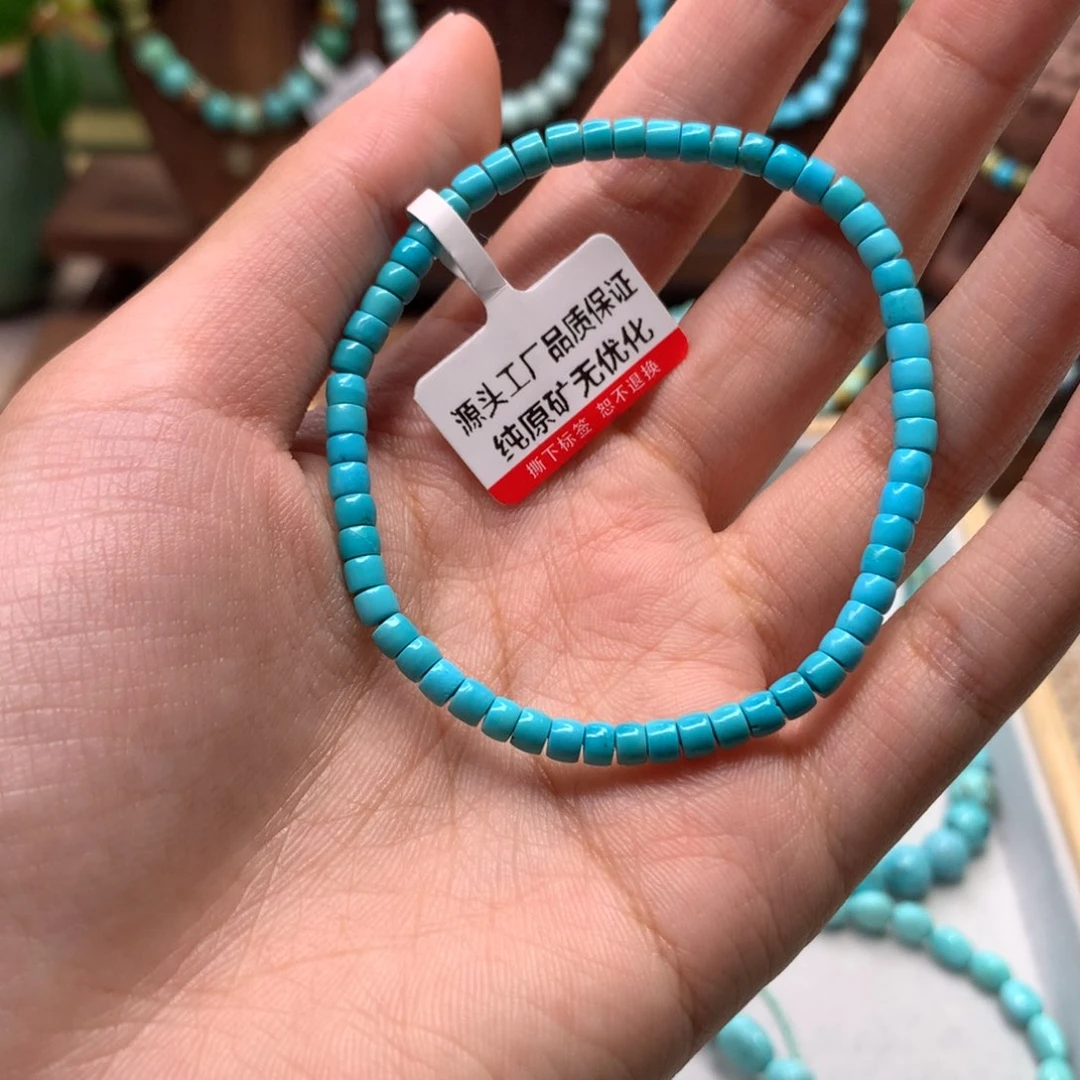 源头工厂品质保证
纯原矿无优化
撕下标签 恕不退换